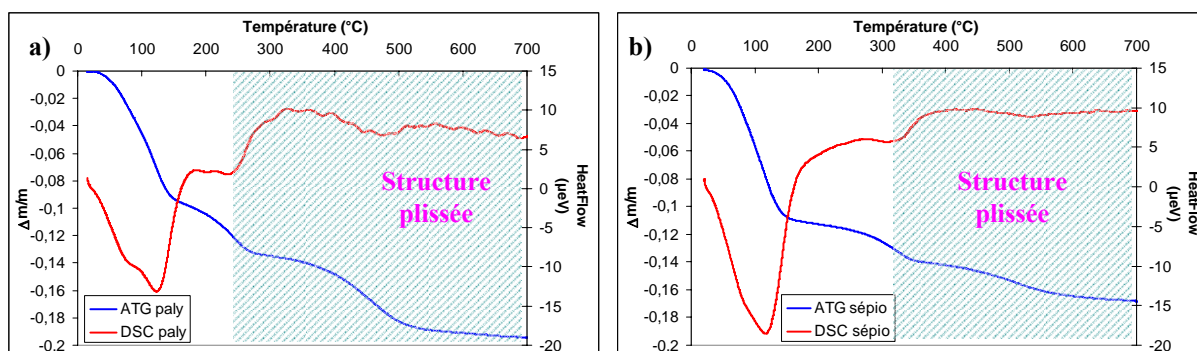 a)
Température (°C)
0 100 200 300 400 500 600 700
0
-0,02
-0,04
-0,06
-0,08
-0,1
-0,12
-0,14
-0,16
-0,18
-0,2
Δm/m
15
10
5
0
-5
-10
-15
-20
HeatFlow
(µeV)
Structure
plissée
ATG paly
DSC paly
b)
Température (°C)
0 100 200 300 400 500 600 700
0
-0,02
-0,04
-0,06
-0,08
-0,1
-0,12
-0,14
-0,16
-0,18
-0,2
Δm/m
15
10
5
0
-5
-10
-15
-20
HeatFlow
(µeV)
Structure
plissée
ATG sépio
DSC sépio